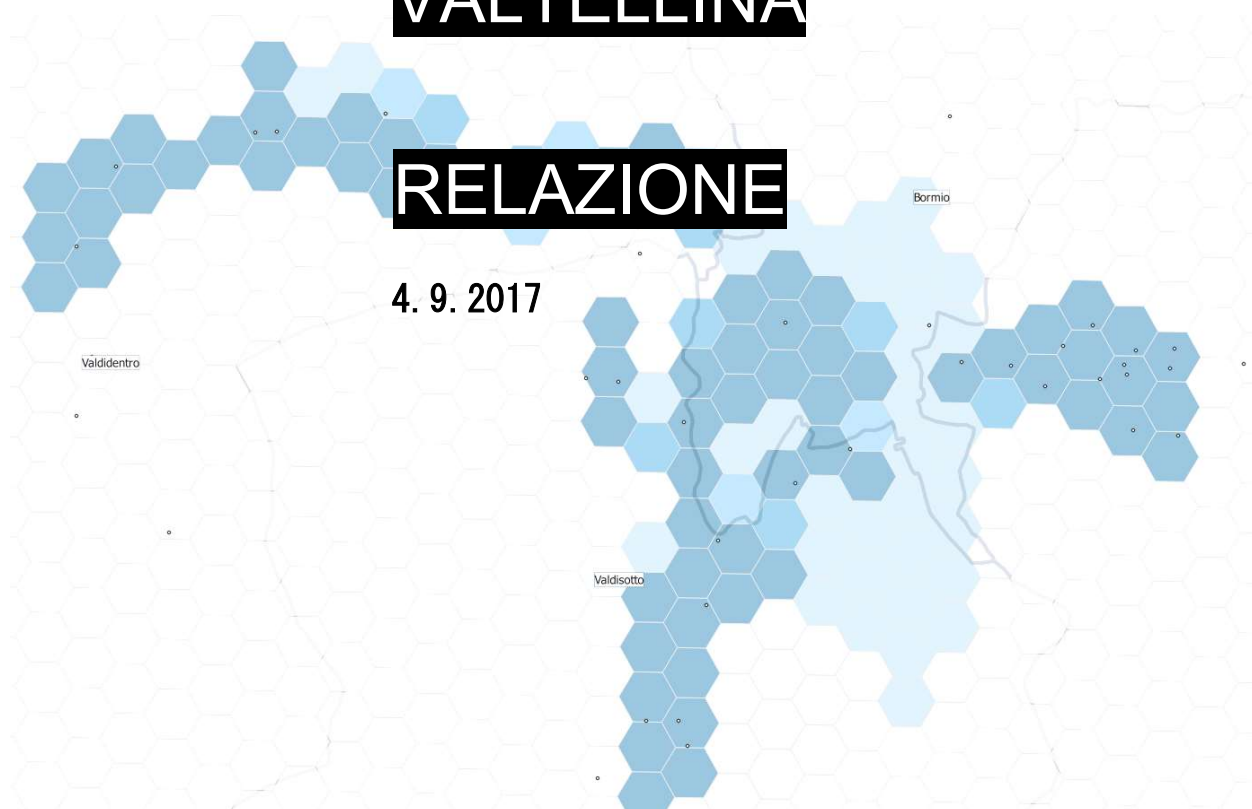 VALTELLINA
RELAZIONE
Bormio
4.9.2017
Valdidentro
Valdisotto